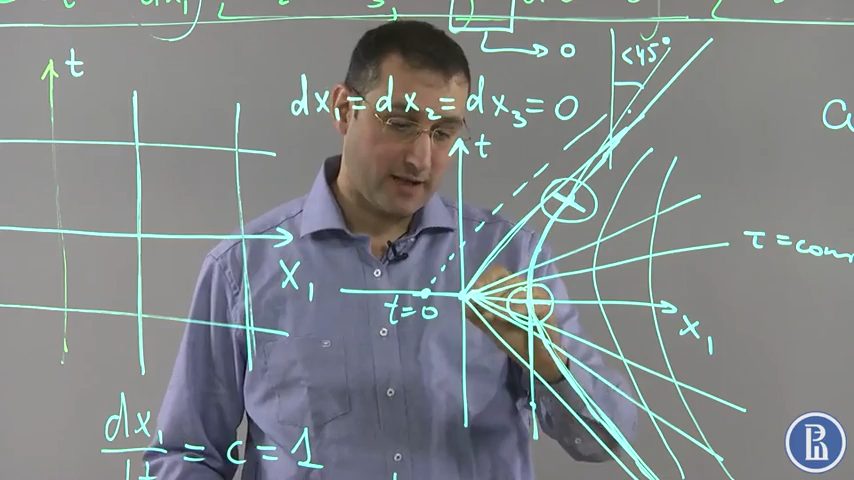 0
<45°
dx₁ = dx₂ = dx₃ = 0
t
t
τ = con
x₁
t=0
x₁
dx₁
= c = 1